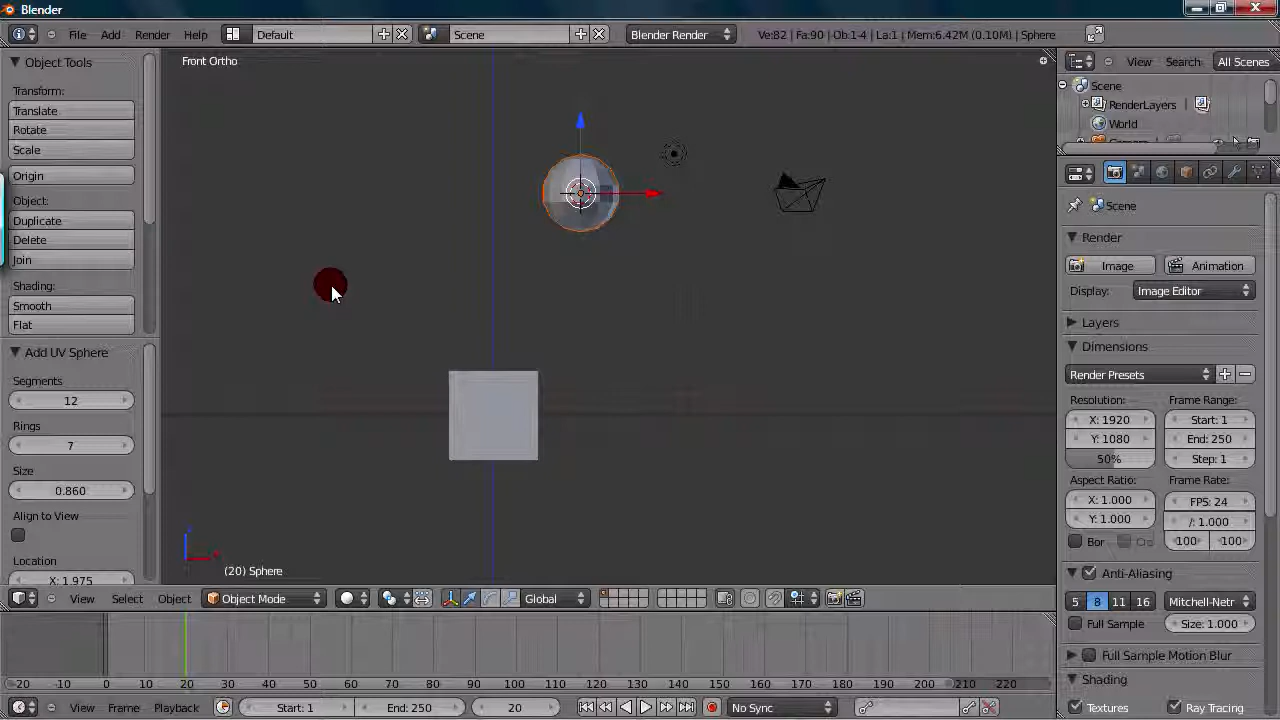 Blender
File Add Render Help Default Scene Blender Render Ve:82 | Fa:90 | Ob:1-4 | La:1 | Mem:6.42M (0.10M) | Sphere
Object Tools
Transform:
Translate
Rotate
Scale
Origin
Object:
Duplicate
Delete
Join
Shading:
Smooth
Flat
Add UV Sphere
Segments
12
Rings
7
Size
0.860
Align to View
Location
X: 1.975
Front Ortho
(20) Sphere
View Select Object Object Mode Global
-20 -10 0 10 20 30 40 50 60 70 80 90 100 110 120 130 140 150 160 170 180 190 200 210 220
View Frame Playback Start: 1 End: 250 20 No Sync
View Search All Scenes
Scene
RenderLayers
World
Scene
Render
Image Animation
Display: Image Editor
Layers
Dimensions
Render Presets
Resolution: Frame Range:
X: 1920 Start: 1
Y: 1080 End: 250
50% Step: 1
Aspect Ratio: Frame Rate:
X: 1.000 FPS: 24
Y: 1.000 /: 1.000
Bor 100 100
Anti-Aliasing
5 8 11 16 Mitchell-Netr
Full Sample Size: 1.000
Full Sample Motion Blur
Shading
Textures Ray Tracing